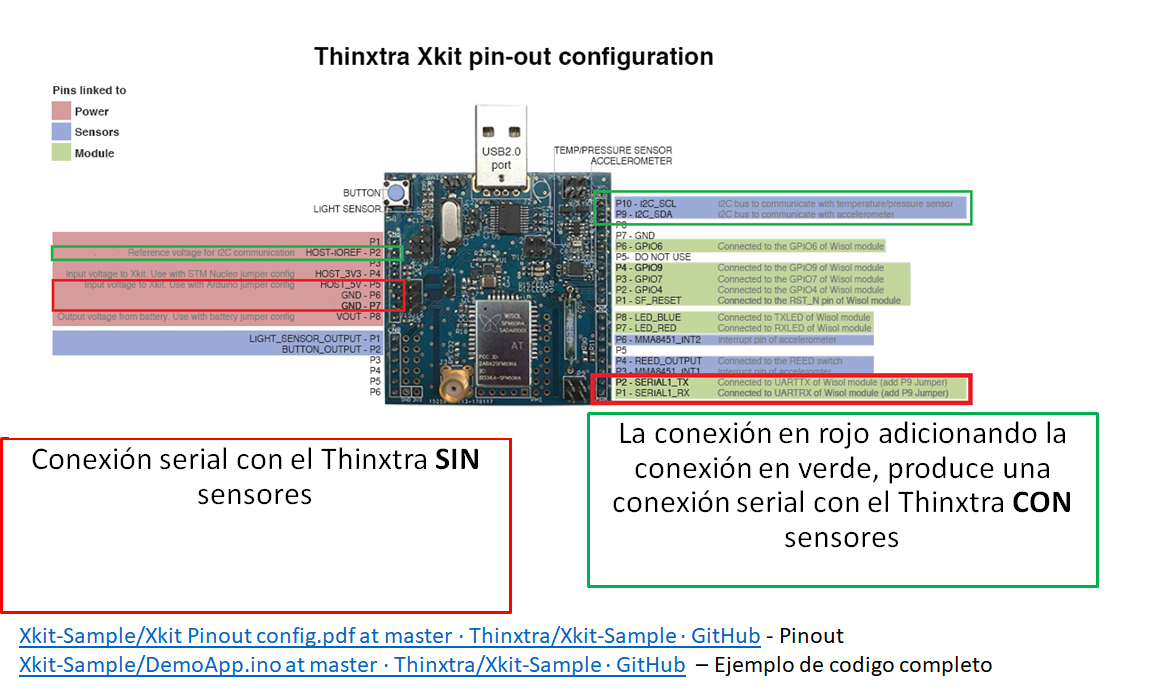 Thinxtra Xkit pin-out configuration
Pins linked to
Power
Sensors
Module
USB2.0
port
TEMP/PRESSURE SENSOR
ACCELEROMETER
BUTTON
LIGHT SENSOR
P1
Reference voltage for I2C communication HOST-IOREF - P2
P3
Input voltage to Xkit. Use with STM Nucleo jumper config HOST_3V3 - P4
Input voltage to Xkit. Use with Arduino jumper config HOST_5V - P5
GND - P6
GND - P7
Output voltage from battery. Use with battery jumper config VOUT - P8
LIGHT_SENSOR_OUTPUT - P1
BUTTON_OUTPUT - P2
P3
P4
P5
P6
P10 - I2C_SCL I2C bus to communicate with temperature/pressure sensor
P9 - I2C_SDA I2C bus to communicate with accelerometer
P8
P7 - GND
P6 - GPIO6 Connected to the GPIO6 of Wisol module
P5- DO NOT USE
P4 - GPIO9 Connected to the GPIO9 of Wisol module
P3 - GPIO7 Connected to the GPIO7 of Wisol module
P2 - GPIO4 Connected to the GPIO4 of Wisol module
P1 - SF_RESET Connected to the RST_N pin of Wisol module
P8 - LED_BLUE Connected to TXLED of Wisol module
P7 - LED_RED Connected to RXLED of Wisol module
P6 - MMA8451_INT2 Interrupt pin of accelerometer
P5
P4 - REED_OUTPUT Connected to the REED switch
P3 - MMA8451_INT1 Interrupt pin of accelerometer
P2 - SERIAL1_TX Connected to UARTTX of Wisol module (add P9 Jumper)
P1 - SERIAL1_RX Connected to UARTRX of Wisol module (add P9 Jumper)
WISOL
AT
Conexión serial con el Thinxtra SIN
sensores
La conexión en rojo adicionando la
conexión en verde, produce una
conexión serial con el Thinxtra CON
sensores
Xkit-Sample/Xkit Pinout config.pdf at master · Thinxtra/Xkit-Sample · GitHub - Pinout
Xkit-Sample/DemoApp.ino at master · Thinxtra/Xkit-Sample · GitHub – Ejemplo de codigo completo